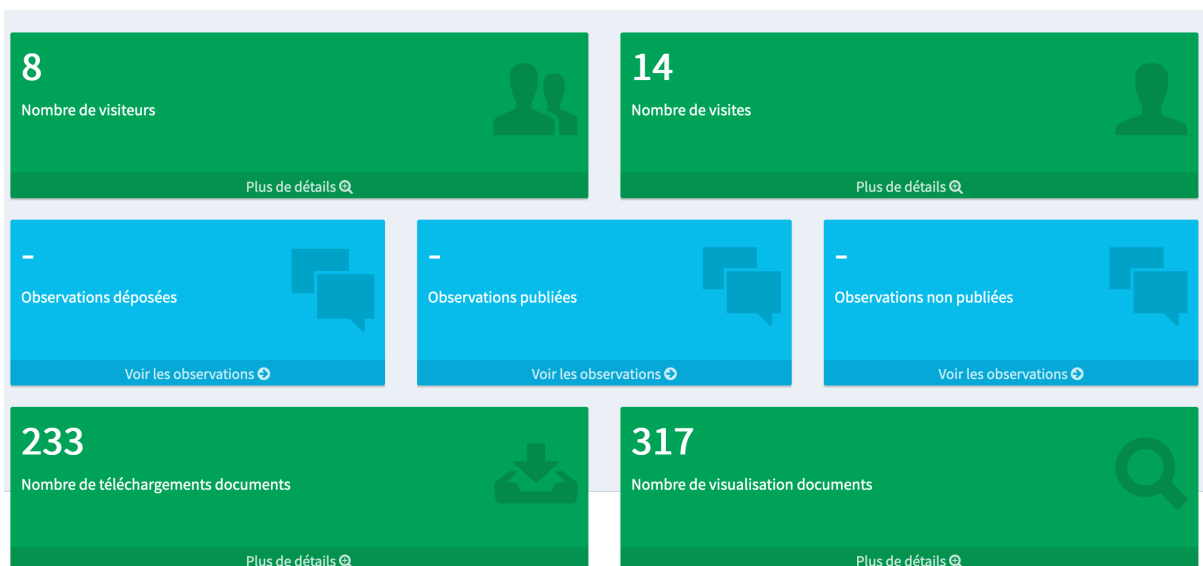 8
Nombre de visiteurs
Plus de détails
14
Nombre de visites
Plus de détails
-
Observations déposées
Voir les observations
-
Observations publiées
Voir les observations
-
Observations non publiées
Voir les observations
233
Nombre de téléchargements documents
Plus de détails
317
Nombre de visualisation documents
Plus de détails